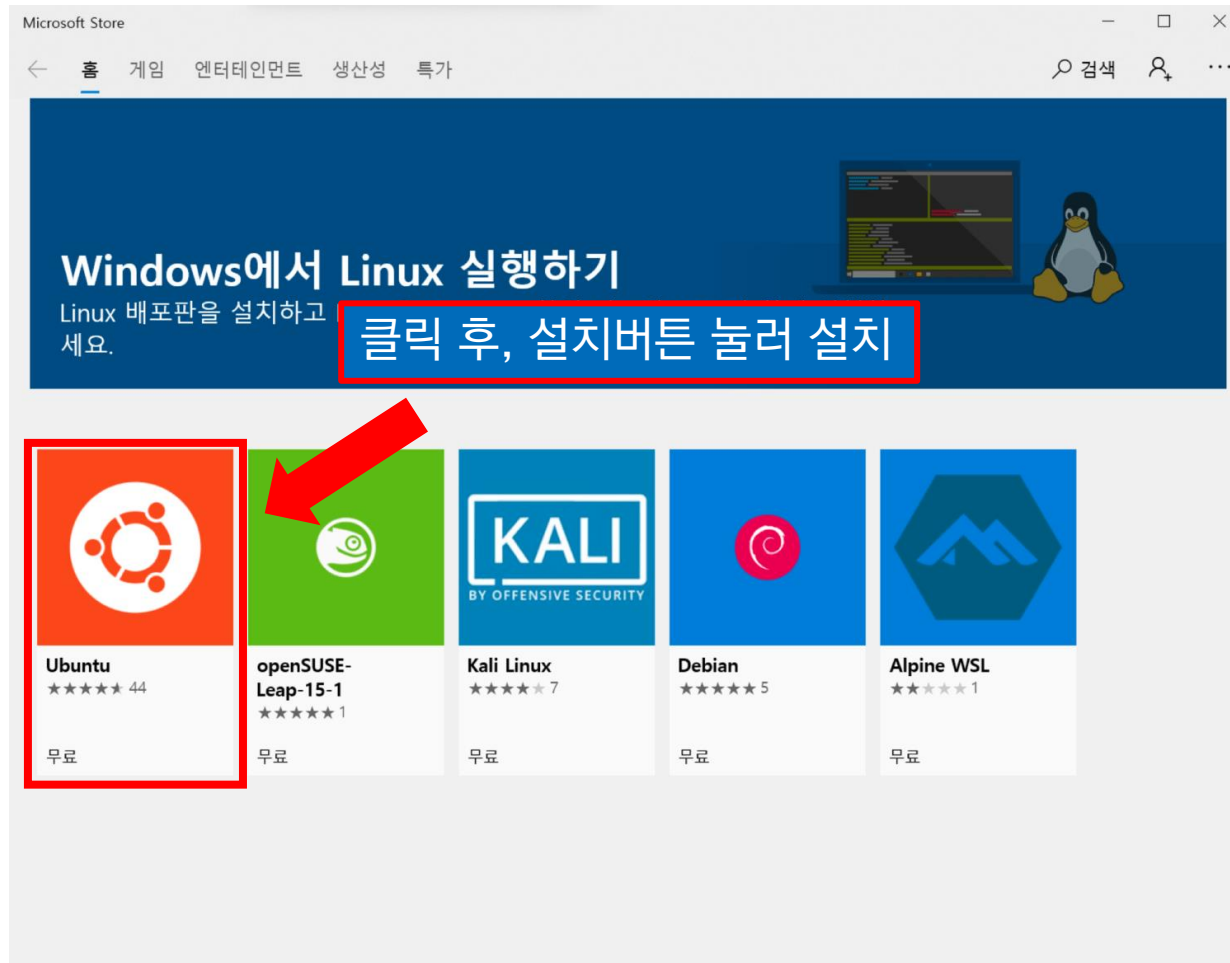 Microsoft Store
홈 게임 엔터테인먼트 생산성 특가
검색
Windows에서 Linux 실행하기
Linux 배포판을 설치하고
세요.
클릭 후, 설치버튼 눌러 설치
KALI
BY OFFENSIVE SECURITY
Ubuntu
44
무료
openSUSE-
Leap-15-1
1
무료
Kali Linux
7
무료
Debian
5
무료
Alpine WSL
1
무료